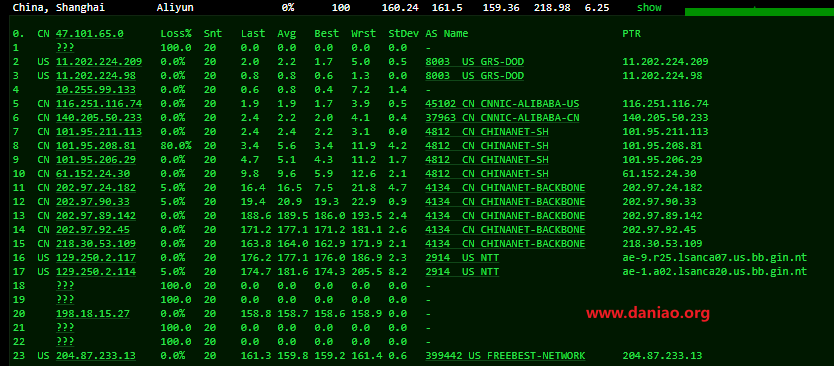 China, Shanghai Aliyun 0% 100 160.24 161.5 159.36 218.98 6.25 show
0. CN 47.101.65.0 Loss% Snt Last Avg Best Wrst StDev AS Name PTR
1 ??? 100.0 20 0.0 0.0 0.0 0.0 0.0 -
2 US 11.202.224.209 0.0% 20 2.0 2.2 1.7 5.0 0.5 8003 US GRS-DOD 11.202.224.209
3 US 11.202.224.98 0.0% 20 0.8 0.8 0.6 1.3 0.0 8003 US GRS-DOD 11.202.224.98
4 10.255.99.133 0.0% 20 0.6 0.8 0.4 7.2 1.4 -
5 CN 116.251.116.74 0.0% 20 1.9 1.9 1.7 3.9 0.5 45102 CN CNNIC-ALIBABA-US 116.251.116.74
6 CN 140.205.50.233 0.0% 20 2.4 2.2 2.0 4.1 0.4 37963 CN CNNIC-ALIBABA-CN 140.205.50.233
7 CN 101.95.211.113 0.0% 20 2.4 2.4 2.2 3.1 0.0 4812 CN CHINANET-SH 101.95.211.113
8 CN 101.95.208.81 80.0% 20 3.4 5.6 3.4 11.9 4.2 4812 CN CHINANET-SH 101.95.208.81
9 CN 101.95.206.29 0.0% 20 4.7 5.1 4.3 11.2 1.7 4812 CN CHINANET-SH 101.95.206.29
10 CN 61.152.24.30 0.0% 20 9.8 9.6 5.9 12.6 2.1 4812 CN CHINANET-SH 61.152.24.30
11 CN 202.97.24.182 5.0% 20 16.4 16.5 7.5 21.8 4.7 4134 CN CHINANET-BACKBONE 202.97.24.182
12 CN 202.97.90.33 5.0% 20 19.4 20.9 19.3 22.9 0.9 4134 CN CHINANET-BACKBONE 202.97.90.33
13 CN 202.97.89.142 0.0% 20 188.6 189.5 186.0 193.5 2.4 4134 CN CHINANET-BACKBONE 202.97.89.142
14 CN 202.97.92.45 0.0% 20 171.2 177.1 171.2 181.1 2.6 4134 CN CHINANET-BACKBONE 202.97.92.45
15 CN 218.30.53.109 0.0% 20 163.8 164.0 162.9 171.9 2.1 4134 CN CHINANET-BACKBONE 218.30.53.109
16 US 129.250.2.117 0.0% 20 176.2 177.1 176.0 186.9 2.3 2914 US NTT ae-9.r25.lsanca07.us.bb.gin.nt
17 US 129.250.2.114 5.0% 20 174.7 181.6 174.3 205.5 8.2 2914 US NTT ae-1.a02.lsanca20.us.bb.gin.nt
18 ??? 100.0 20 0.0 0.0 0.0 0.0 0.0 -
19 ??? 100.0 20 0.0 0.0 0.0 0.0 0.0 -
20 198.18.15.27 0.0% 20 158.8 158.7 158.6 158.9 0.0 -
www.daniao.org
21 ??? 100.0 20 0.0 0.0 0.0 0.0 0.0 -
22 ??? 100.0 20 0.0 0.0 0.0 0.0 0.0 -
23 US 204.87.233.13 0.0% 20 161.3 159.8 159.2 161.4 0.6 399442 US FREEBEST-NETWORK 204.87.233.13